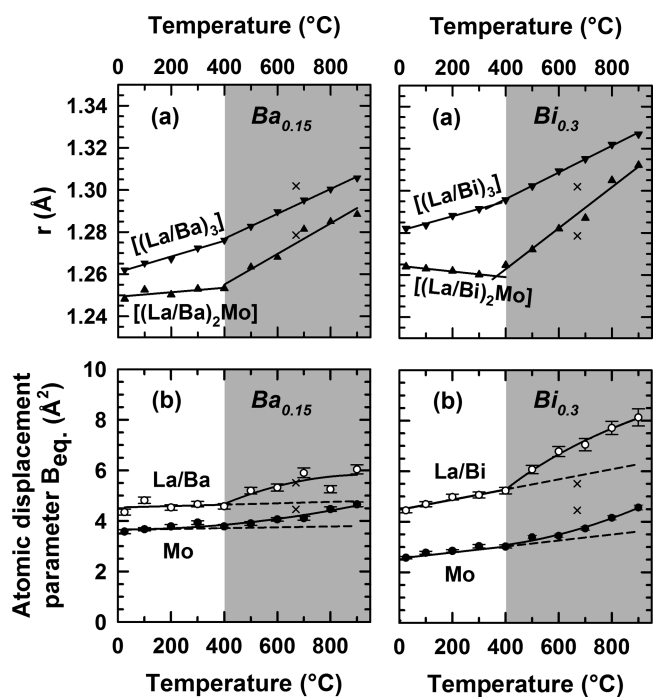 Temperature (°C) Temperature (°C)
0 200 400 600 800 0 200 400 600 800
1.34
1.32
1.30
1.28
1.26
1.24
r (Å)
(a) Ba0.15
[(La/Ba)3]
[(La/Ba)2Mo]
(a) Bi0.3
[(La/Bi)3]
[(La/Bi)2Mo]
10
8
6
4
2
0
Atomic displacement
parameter Beq. (Å2)
(b) Ba0.15
La/Ba
Mo
(b) Bi0.3
La/Bi
Mo
0 200 400 600 800 0 200 400 600 800
Temperature (°C) Temperature (°C)